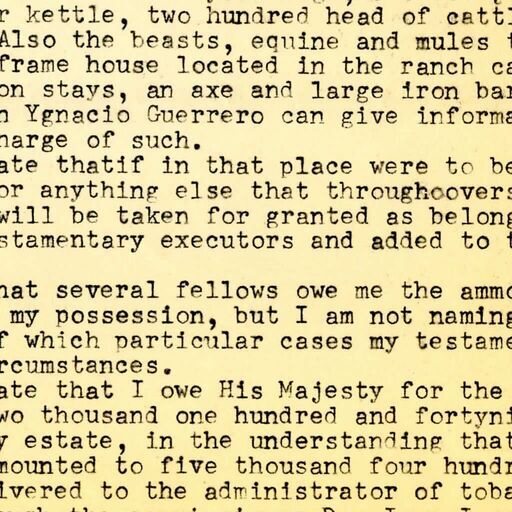 r kettle, two hundred head of cattl
Also the beasts, equine and mules t
frame house located in the ranch ca
on stays, an axe and large iron bar
n Ygnacio Guerrero can give informa
harge of such.
ate thatif in that place were to be
or anything else that throughoovers
will be taken for granted as belong
stamentary executors and added to t
hat several fellows owe me the ammo
my possession, but I am not naming
f which particular cases my testame
rcumstances.
ate that I owe His Majesty for the
wo thousand one hundred and fortyni
y estate, in the understanding that
mounted to five thousand four hundr
ivered to the administrator of toba